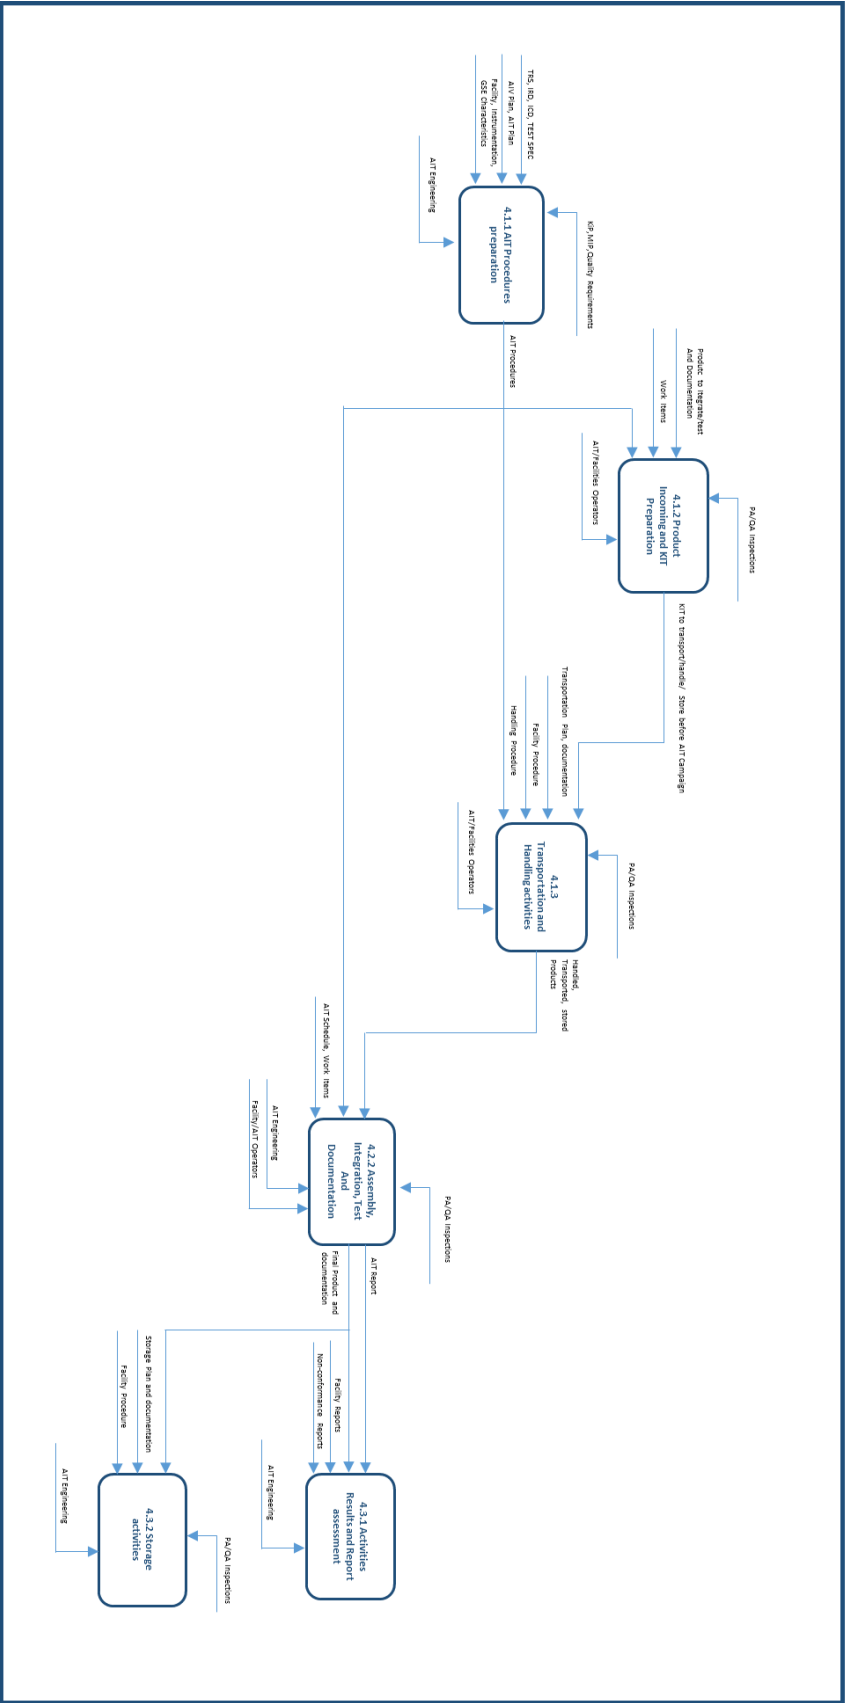 TRS, IRD, ICD, TEST SPEC
AIV Plan, AIT Plan
Facility, Instrumentation,
GSE Characteristics
AIT Engineering
KIP,MIP,Quality Requirements
4.1.1 AIT Procedures
preparation
AIT Procedures
Produtc to itegrate/test
And Documentation
Work Items
AIT/Facilities Operators
PA/QA Inspections
4.1.2 Product
Incoming and KIT
Preparation
KIT to transport/handle/ Store before AIT Campaign
Transportation Plan, documentation
Facility Procedure
Handling Procedure
AIT/Facilities Operators
PA/QA Inspections
4.1.3
Transportation and
Handling activities
Handled,
Transported, stored
Products
AIT Schedule, Work Items
AIT Engineering
Facility/AIT Operators
PA/QA Inspections
4.2.2 Assembly,
Integration, Test
And
Documentation
AIT Report
Final Product and
documentation
Facility Reports
Non-conformance Reports
AIT Engineering
4.3.1 Activities
Results and Report
assessment
Storage Plan and documentation
Facility Procedure
AIT Engineering
PA/QA Inspections
4.3.2 Storage
activities